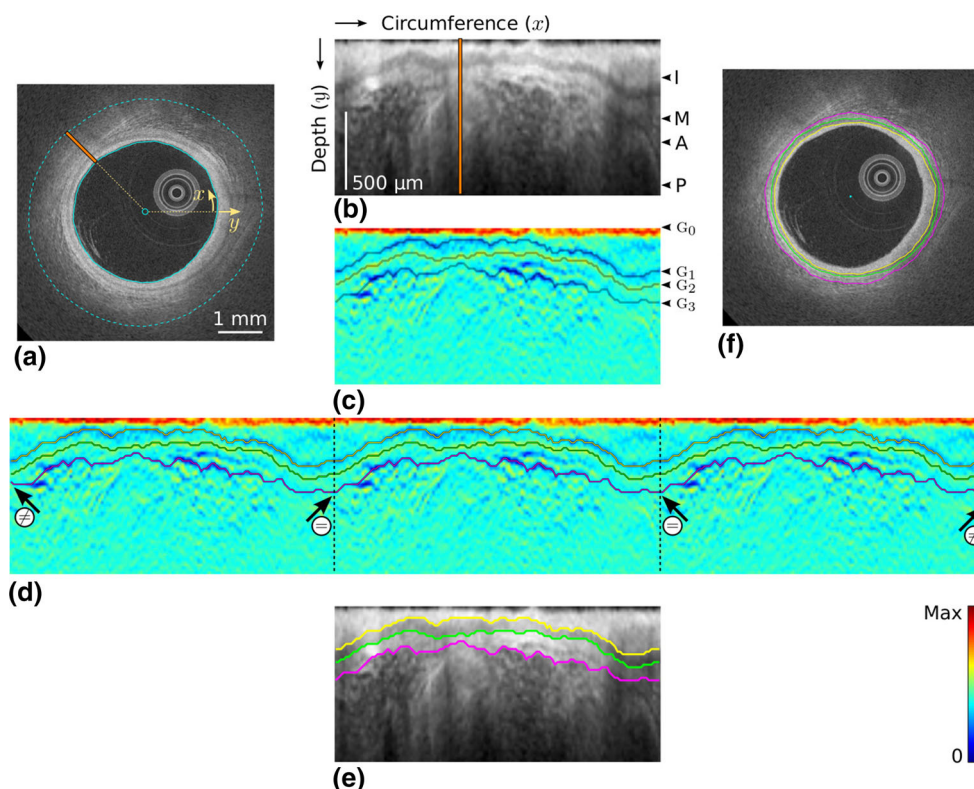 Circumference (x)
Depth (y)
500 μm
I
M
A
P
(b)
x
y
1 mm
(a)
(f)
G₀
G₁
G₂
G₃
(c)
≠
=
=
≠
(d)
Max
0
(e)